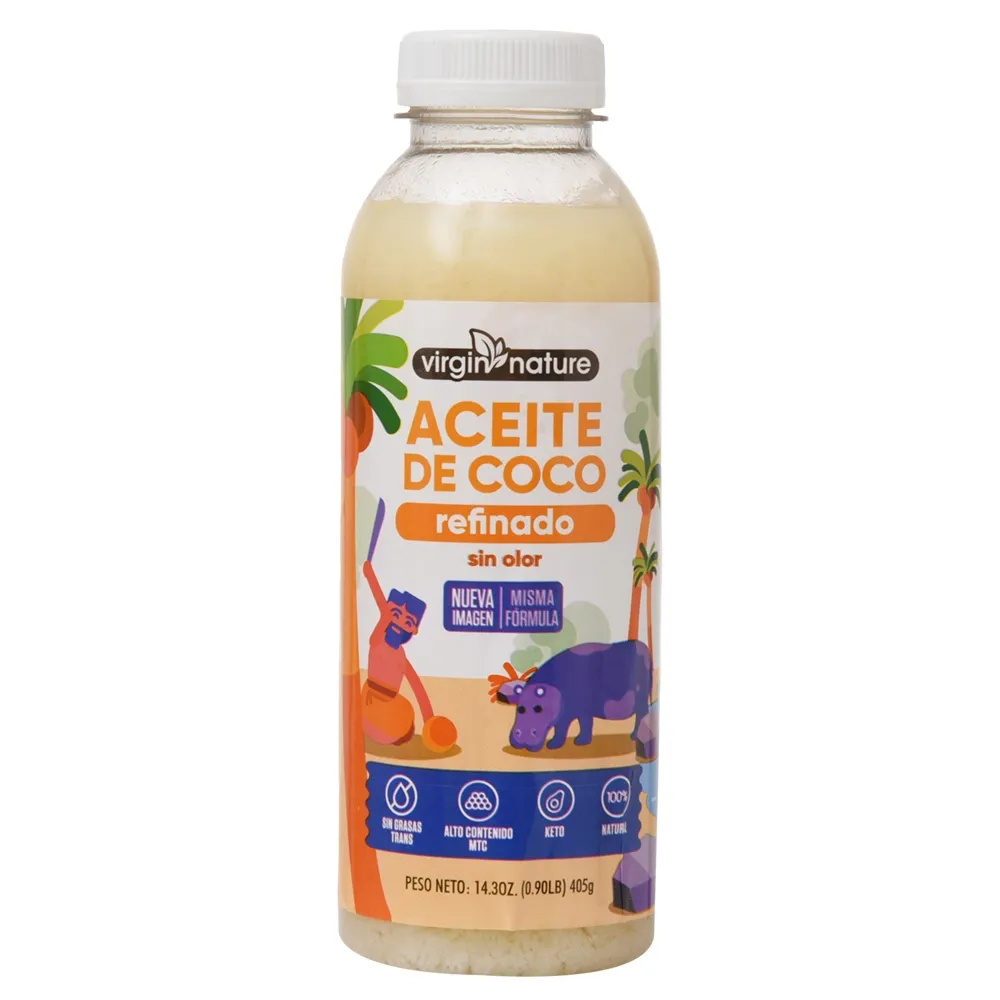 virgin nature
ACEITE
DE COCO
refinado
sin olor
NUEVA IMAGEN
MISMA FÓRMULA
SIN GRASAS TRANS
ALTO CONTENIDO MTC
KETO
100%
NATURAL
PESO NETO: 14.3OZ. (0.90LB) 405g